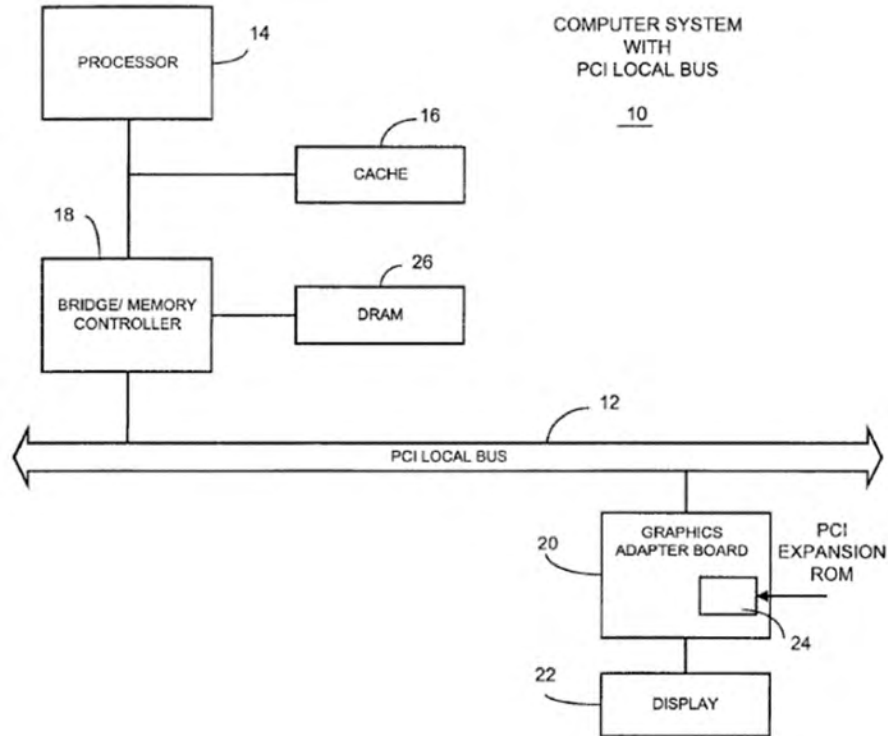 COMPUTER SYSTEM
WITH
PCI LOCAL BUS
10
14
PROCESSOR
16
CACHE
18
BRIDGE/ MEMORY
CONTROLLER
26
DRAM
12
PCI LOCAL BUS
20
GRAPHICS
ADAPTER BOARD
PCI
EXPANSION
ROM
24
22
DISPLAY